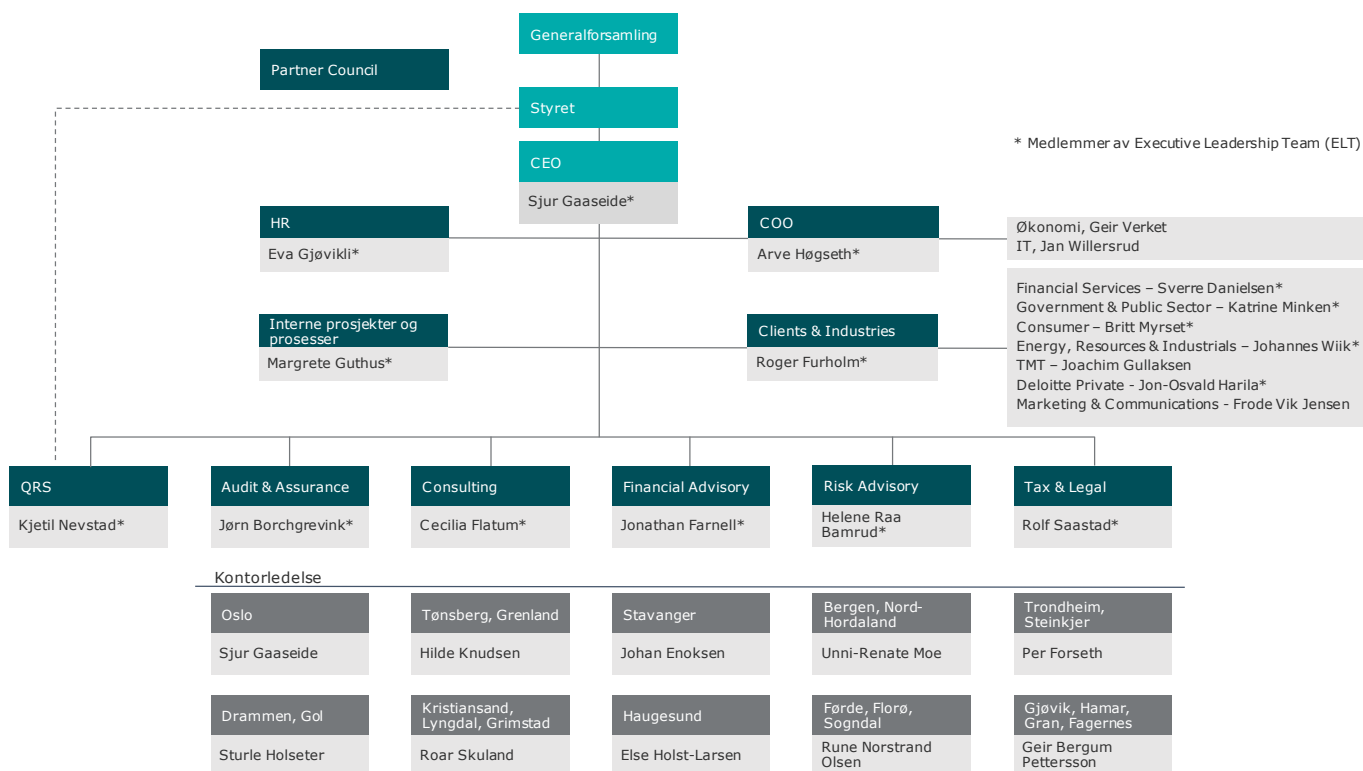 Generalforsamling
Partner Council
Styret
* Medlemmer av Executive Leadership Team (ELT)
CEO
Sjur Gaaseide*
HR
Eva Gjøvikli*
COO
Arve Høgseth*
Økonomi, Geir Verket
IT, Jan Willersrud
Interne prosjekter og
prosesser
Margrete Guthus*
Clients & Industries
Roger Furholm*
Financial Services – Sverre Danielsen*
Government & Public Sector – Katrine Minken*
Consumer – Britt Myrset*
Energy, Resources & Industrials – Johannes Wiik*
TMT – Joachim Gullaksen
Deloitte Private - Jon-Osvald Harila*
Marketing & Communications - Frode Vik Jensen
QRS
Kjetil Nevstad*
Audit & Assurance
Jørn Borchgrevink*
Consulting
Cecilia Flatum*
Financial Advisory
Jonathan Farnell*
Risk Advisory
Helene Raa
Bamrud*
Tax & Legal
Rolf Saastad*
Kontorledelse
Oslo
Sjur Gaaseide
Tønsberg, Grenland
Hilde Knudsen
Stavanger
Johan Enoksen
Bergen, Nord-
Hordaland
Unni-Renate Moe
Trondheim,
Steinkjer
Per Forseth
Drammen, Gol
Sturle Holseter
Kristiansand,
Lyngdal, Grimstad
Roar Skuland
Haugesund
Else Holst-Larsen
Førde, Florø,
Sogndal
Rune Norstrand
Olsen
Gjøvik, Hamar,
Gran, Fagernes
Geir Bergum
Pettersson